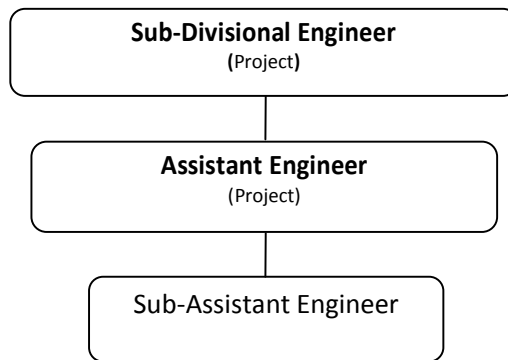 Sub-Divisional Engineer
(Project)
Assistant Engineer
(Project)
Sub-Assistant Engineer